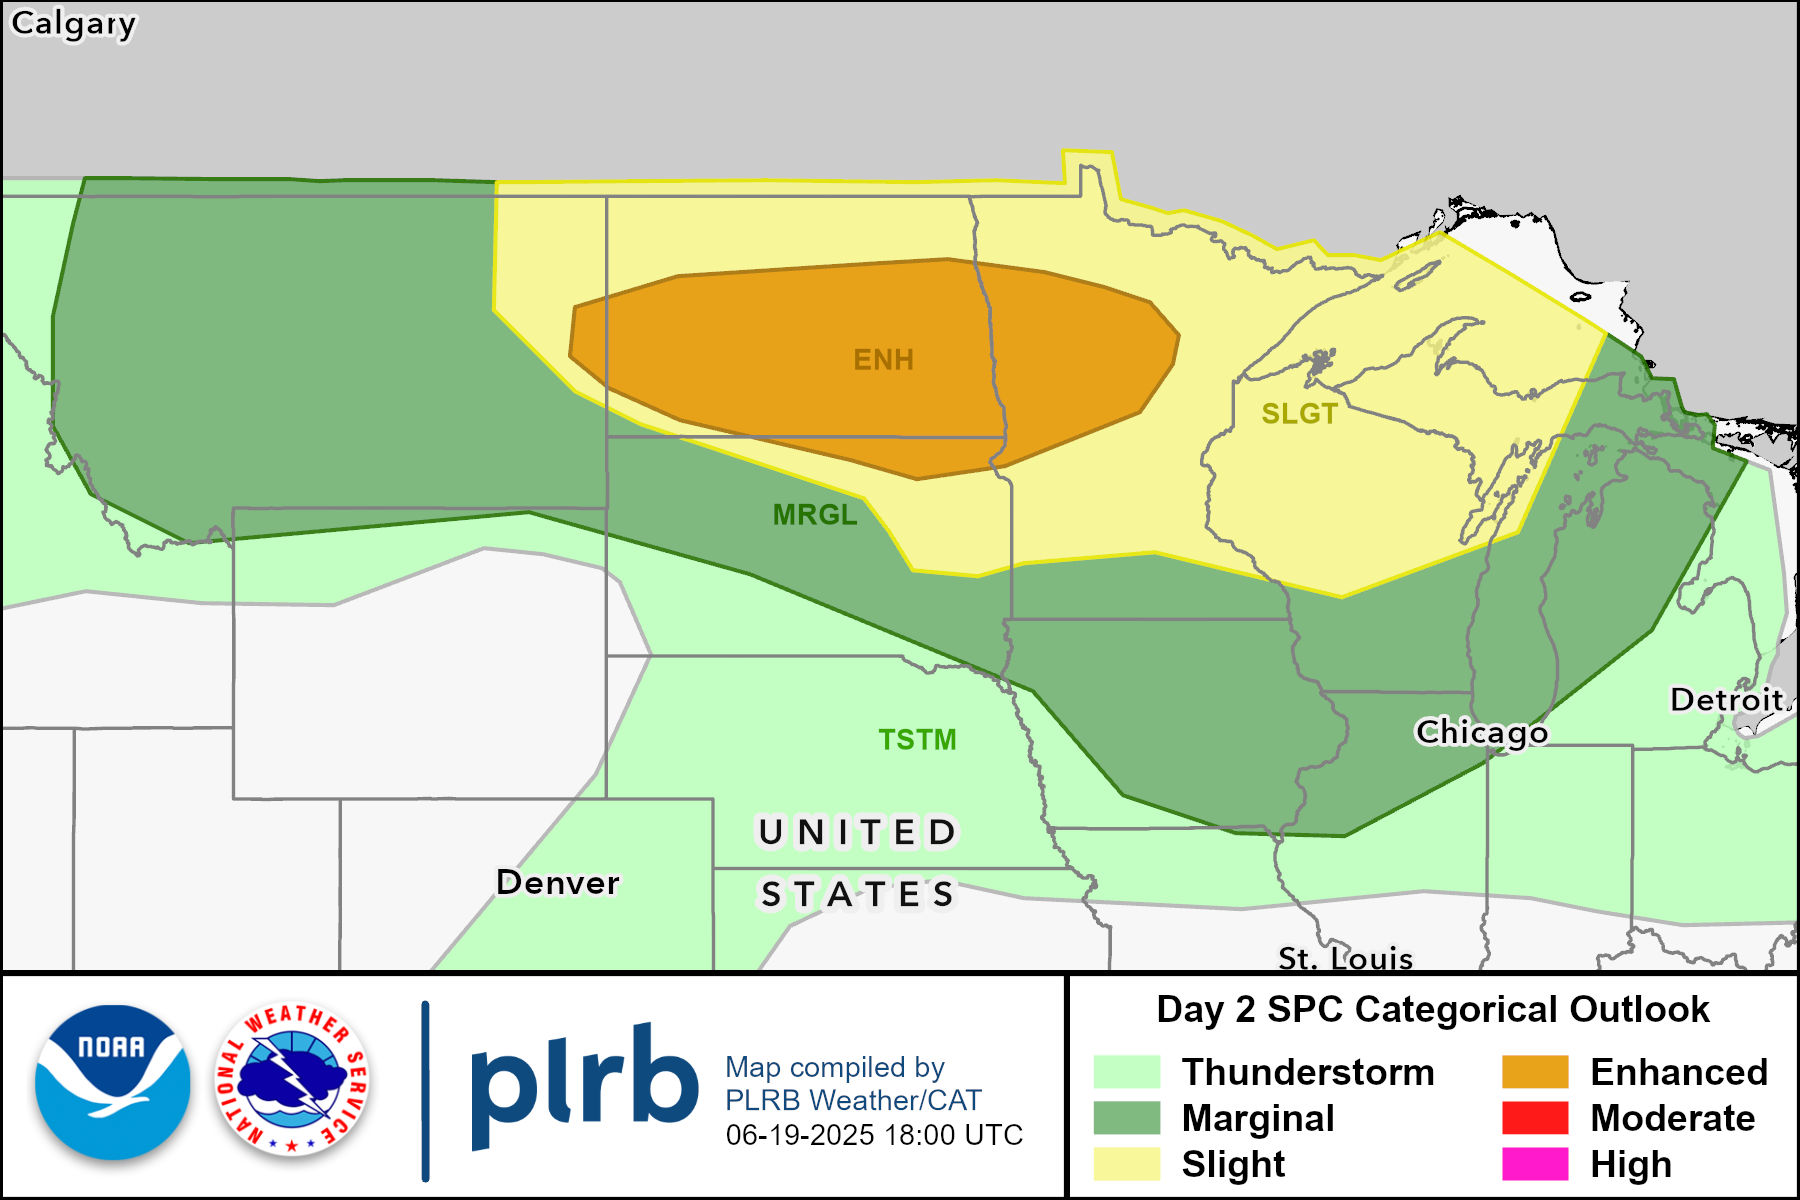 Calgary
ENH
SLGT
MRGL
Detroit
Chicago
TSTM
UNITED
STATES
Denver
St. Louis
NOAA
NATIONAL WEATHER SERVICE
plrb
Map compiled by
PLRB Weather/CAT
06-19-2025 18:00 UTC
Day 2 SPC Categorical Outlook
Thunderstorm
Marginal
Slight
Enhanced
Moderate
High